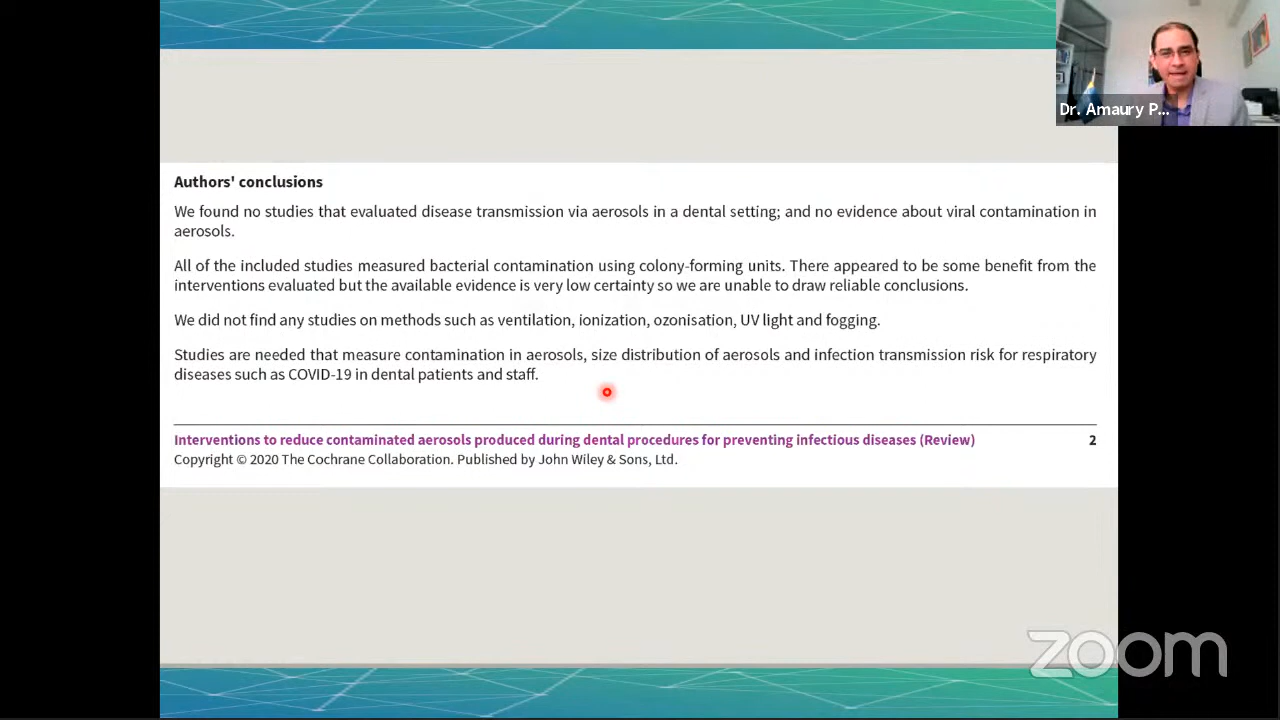 Dr. Amaury P...
Authors' conclusions
We found no studies that evaluated disease transmission via aerosols in a dental setting; and no evidence about viral contamination in
aerosols.
All of the included studies measured bacterial contamination using colony-forming units. There appeared to be some benefit from the
interventions evaluated but the available evidence is very low certainty so we are unable to draw reliable conclusions.
We did not find any studies on methods such as ventilation, ionization, ozonisation, UV light and fogging.
Studies are needed that measure contamination in aerosols, size distribution of aerosols and infection transmission risk for respiratory
diseases such as COVID-19 in dental patients and staff.
Interventions to reduce contaminated aerosols produced during dental procedures for preventing infectious diseases (Review) 2
Copyright © 2020 The Cochrane Collaboration. Published by John Wiley & Sons, Ltd.
zoom